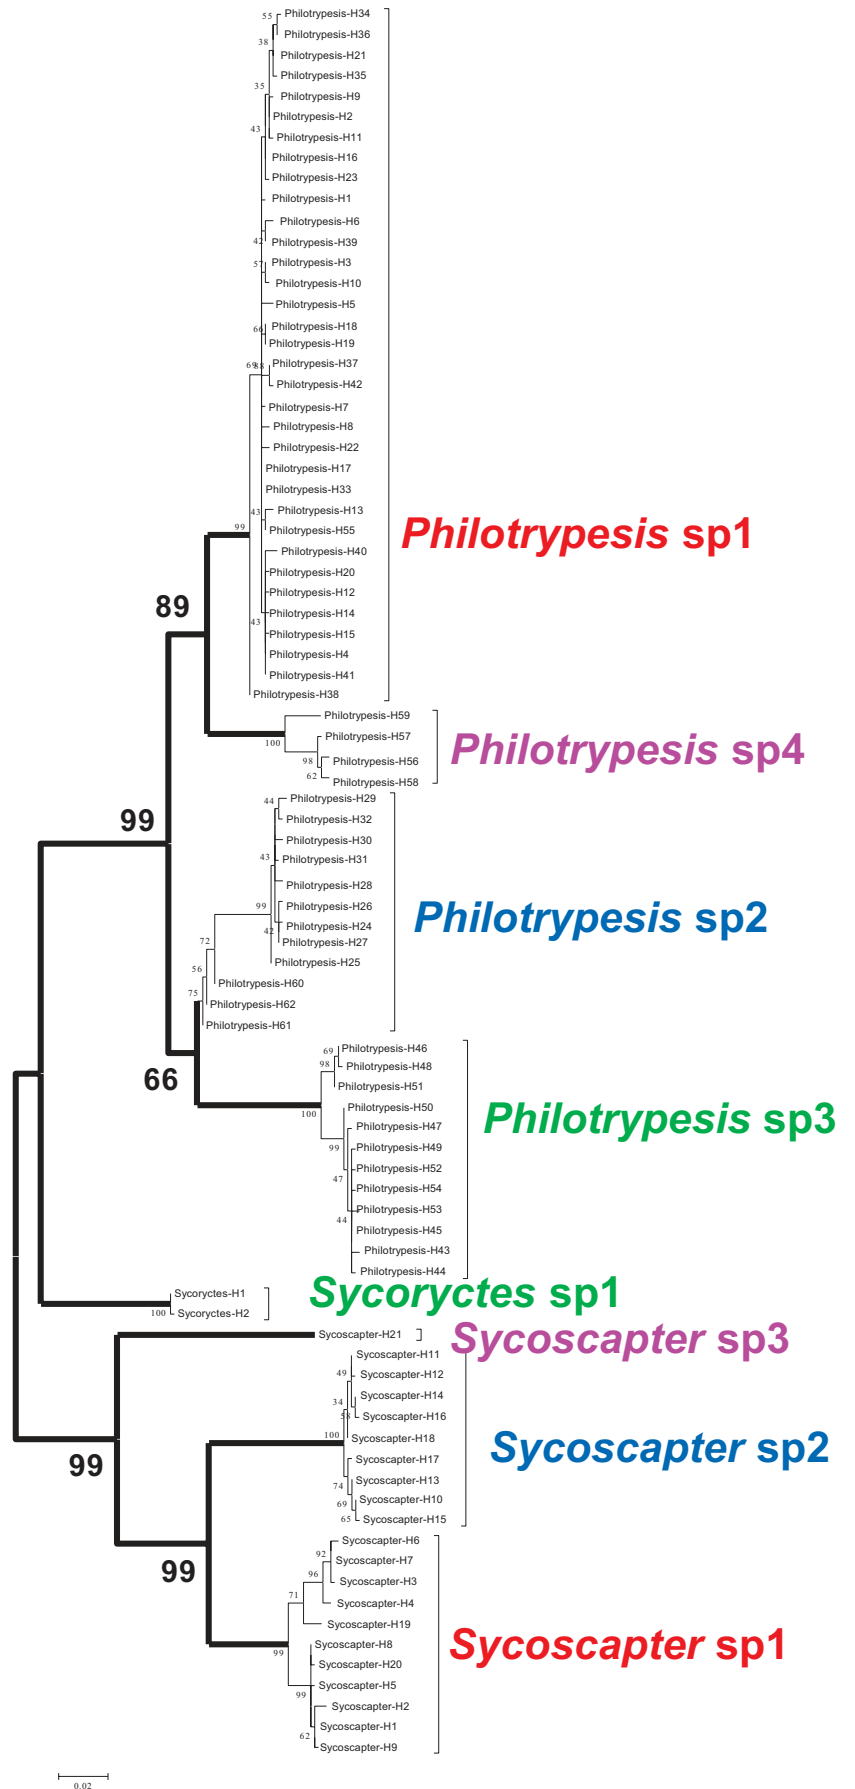 55
Philotrypesis-H34
Philotrypesis-H36
38
Philotrypesis-H21
Philotrypesis-H35
35
Philotrypesis-H9
Philotrypesis-H2
43
Philotrypesis-H11
Philotrypesis-H16
Philotrypesis-H23
Philotrypesis-H1
Philotrypesis-H6
42
Philotrypesis-H39
57
Philotrypesis-H3
Philotrypesis-H10
Philotrypesis-H5
66
Philotrypesis-H18
Philotrypesis-H19
69
88
Philotrypesis-H37
Philotrypesis-H42
Philotrypesis-H7
Philotrypesis-H8
Philotrypesis-H22
Philotrypesis-H17
Philotrypesis-H33
43
Philotrypesis-H13
99
Philotrypesis-H55
Philotrypesis sp1
Philotrypesis-H40
Philotrypesis-H20
Philotrypesis-H12
89
Philotrypesis-H14
43
Philotrypesis-H15
Philotrypesis-H4
Philotrypesis-H41
Philotrypesis-H38
Philotrypesis-H59
100
Philotrypesis-H57
Philotrypesis sp4
98
Philotrypesis-H56
62
Philotrypesis-H58
44
Philotrypesis-H29
99
Philotrypesis-H32
Philotrypesis-H30
43
Philotrypesis-H31
Philotrypesis-H28
99
Philotrypesis-H26
Philotrypesis sp2
Philotrypesis-H24
42
72
Philotrypesis-H27
Philotrypesis-H25
56
Philotrypesis-H60
75
Philotrypesis-H62
Philotrypesis-H61
69
Philotrypesis-H46
98
Philotrypesis-H48
66
Philotrypesis-H51
100
Philotrypesis-H50
Philotrypesis sp3
Philotrypesis-H47
99
Philotrypesis-H49
Philotrypesis-H52
47
Philotrypesis-H54
Philotrypesis-H53
44
Philotrypesis-H45
Philotrypesis-H43
Philotrypesis-H44
Sycoryctes-H1
Sycoryctes sp1
100
Sycoryctes-H2
Sycoscapter-H21
Sycoscapter sp3
Sycoscapter-H11
49
Sycoscapter-H12
34
Sycoscapter-H14
58
Sycoscapter-H16
100
Sycoscapter-H18
Sycoscapter sp2
99
Sycoscapter-H17
74
Sycoscapter-H13
69
Sycoscapter-H10
65
Sycoscapter-H15
Sycoscapter-H6
92
Sycoscapter-H7
99
96
Sycoscapter-H3
71
Sycoscapter-H4
Sycoscapter-H19
99
Sycoscapter-H8
Sycoscapter sp1
Sycoscapter-H20
Sycoscapter-H5
99
Sycoscapter-H2
Sycoscapter-H1
62
Sycoscapter-H9
0.02